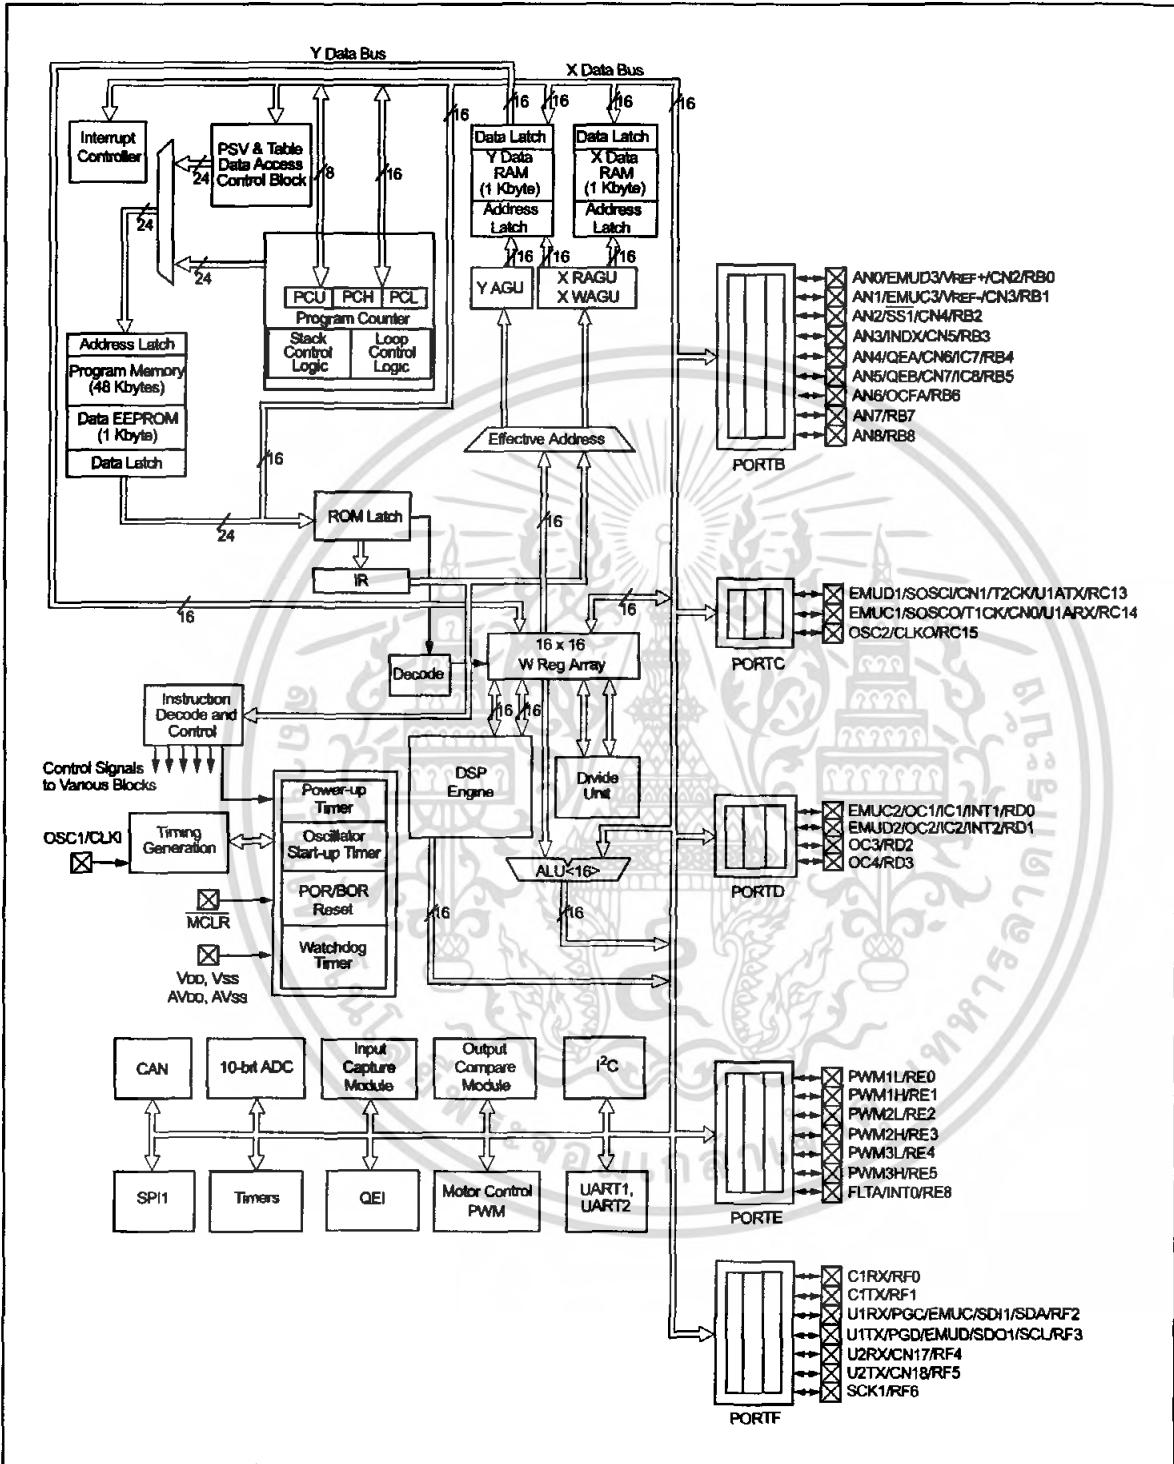 Y Data Bus
X Data Bus
16
16
16
16
16
Interrupt
Controller
PSV & Table
Data Access
Control Block
24
8
16
24
24
Data Latch
Y Data
RAM
(1 Kbyte)
Address
Latch
Data Latch
X Data
RAM
(1 Kbyte)
Address
Latch
16
16
16
Y AGU
X RAGU
X WAGU
PCU
PCH
PCL
Program Counter
Stack
Control
Logic
Loop
Control
Logic
Address Latch
Program Memory
(48 Kbytes)
Data EEPROM
(1 Kbyte)
Data Latch
16
Effective Address
24
ROM Latch
16
IR
16
16
16 x 16
W Reg Array
Decode
Instruction
Decode and
Control
16
16
Control Signals
to Various Blocks
DSP
Engine
Divide
Unit
Power-up
Timer
OSC1/CLKI
Timing
Generation
Oscillator
Start-up Timer
POR/BOR
Reset
MCLR
Watchdog
Timer
VDD, VSS
AVDD, AVSS
ALU<16>
16
16
CAN
10-bit ADC
Input
Capture
Module
Output
Compare
Module
I2C
SPI1
Timers
QEI
Motor Control
PWM
UART1,
UART2
AN0/EMUD3/VREF+/CN2/RB0
AN1/EMUC3/VREF-/CN3/RB1
AN2/SS1/CN4/RB2
AN3/INDX/CN5/RB3
AN4/QEA/CN6/IC7/RB4
AN5/QEB/CN7/IC8/RB5
AN6/OCFA/RB6
AN7/RB7
AN8/RB8
PORTB
EMUD1/SOSCI/CN1/T2CK/U1ATX/RC13
EMUC1/SOSCO/T1CK/CN0/U1ARX/RC14
OSC2/CLKO/RC15
PORTC
EMUC2/OC1/IC1/INT1/RD0
EMUD2/OC2/IC2/INT2/RD1
OC3/RD2
OC4/RD3
PORTD
PWM1L/RE0
PWM1H/RE1
PWM2L/RE2
PWM2H/RE3
PWM3L/RE4
PWM3H/RE5
FLTA/INT0/RE8
PORTE
C1RX/RF0
C1TX/RF1
U1RX/PGC/EMUC/SDI1/SDA/RF2
U1TX/PGD/EMUD/SDO1/SCL/RF3
U2RX/CN17/RF4
U2TX/CN18/RF5
SCK1/RF6
PORTF